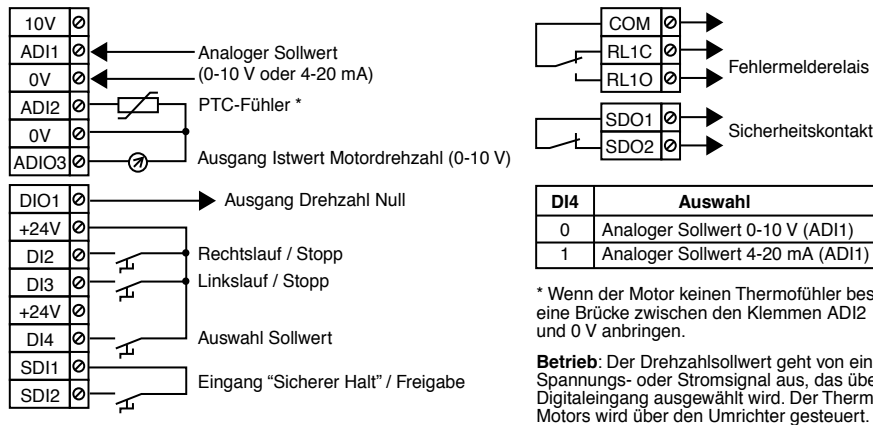 10V
ADI1
0V
ADI2
0V
ADIO3
Analoger Sollwert
(0-10 V oder 4-20 mA)
PTC-Fühler *
Ausgang Istwert Motordrehzahl (0-10 V)
DIO1
+24V
DI2
DI3
+24V
DI4
SDI1
SDI2
Ausgang Drehzahl Null
Rechtslauf / Stopp
Linkslauf / Stopp
Auswahl Sollwert
Eingang “Sicherer Halt” / Freigabe
COM
RL1C
RL1O
Fehlermelderelais
SDO1
SDO2
Sicherheitskontakt
DI4 Auswahl
0 Analoger Sollwert 0-10 V (ADI1)
1 Analoger Sollwert 4-20 mA (ADI1)
* Wenn der Motor keinen Thermofühler bes
eine Brücke zwischen den Klemmen ADI2
und 0 V anbringen.
Betrieb: Der Drehzahlsollwert geht von ein
Spannungs- oder Stromsignal aus, das übe
Digitaleingang ausgewählt wird. Der Therm
Motors wird über den Umrichter gesteuert.